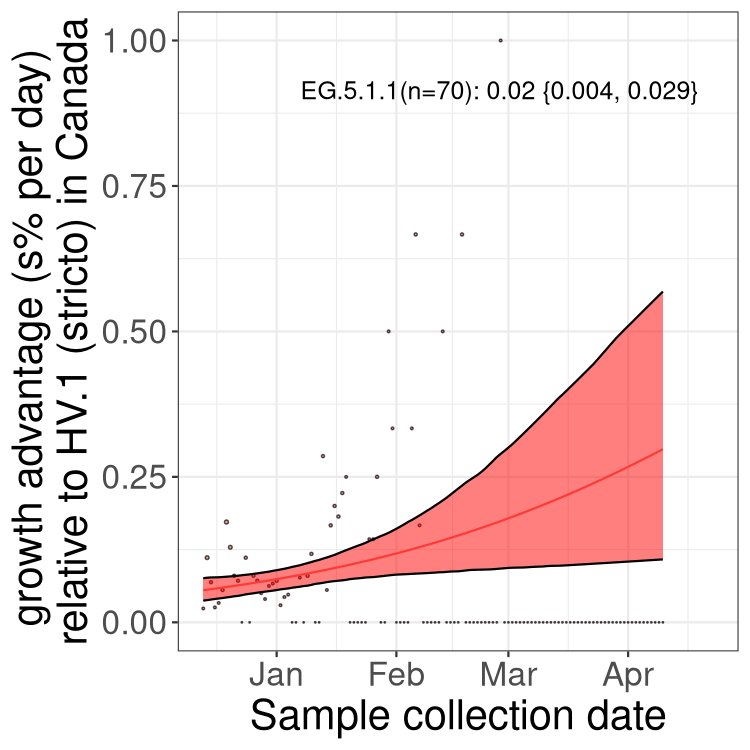 growth advantage (s% per day)
relative to HV.1 (stricto) in Canada
1.00
0.75
0.50
0.25
0.00
EG.5.1.1(n=70): 0.02 {0.004, 0.029}
Jan Feb Mar Apr
Sample collection date